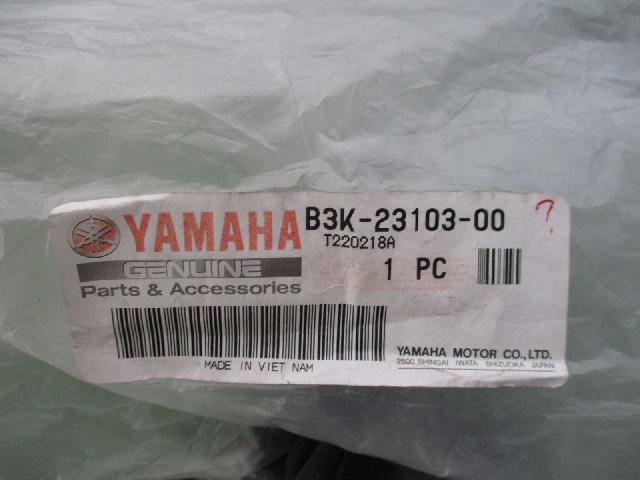 YAMAHA
GENUINE
Parts & Accessories
B3K-23103-00
?
T220218A
1 PC
MADE IN VIET NAM
YAMAHA MOTOR CO.,LTD.
2500 SHINGAI IWATA SHIZUOKA JAPAN